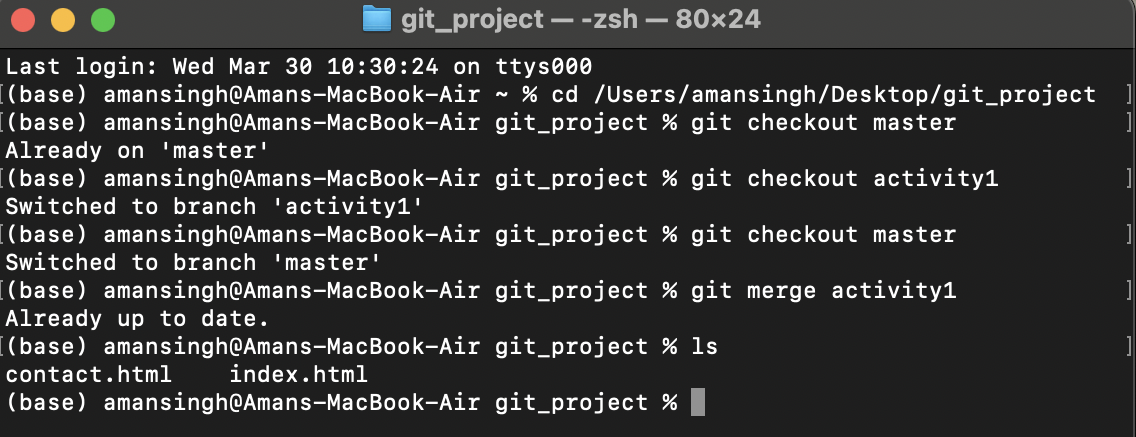 git_project — -zsh — 80×24
Last login: Wed Mar 30 10:30:24 on ttys000
[(base) amansingh@Amans-MacBook-Air ~ % cd /Users/amansingh/Desktop/git_project ]
[(base) amansingh@Amans-MacBook-Air git_project % git checkout master ]
Already on 'master'
[(base) amansingh@Amans-MacBook-Air git_project % git checkout activity1 ]
Switched to branch 'activity1'
[(base) amansingh@Amans-MacBook-Air git_project % git checkout master ]
Switched to branch 'master'
[(base) amansingh@Amans-MacBook-Air git_project % git merge activity1 ]
Already up to date.
[(base) amansingh@Amans-MacBook-Air git_project % ls ]
contact.html    index.html
(base) amansingh@Amans-MacBook-Air git_project %